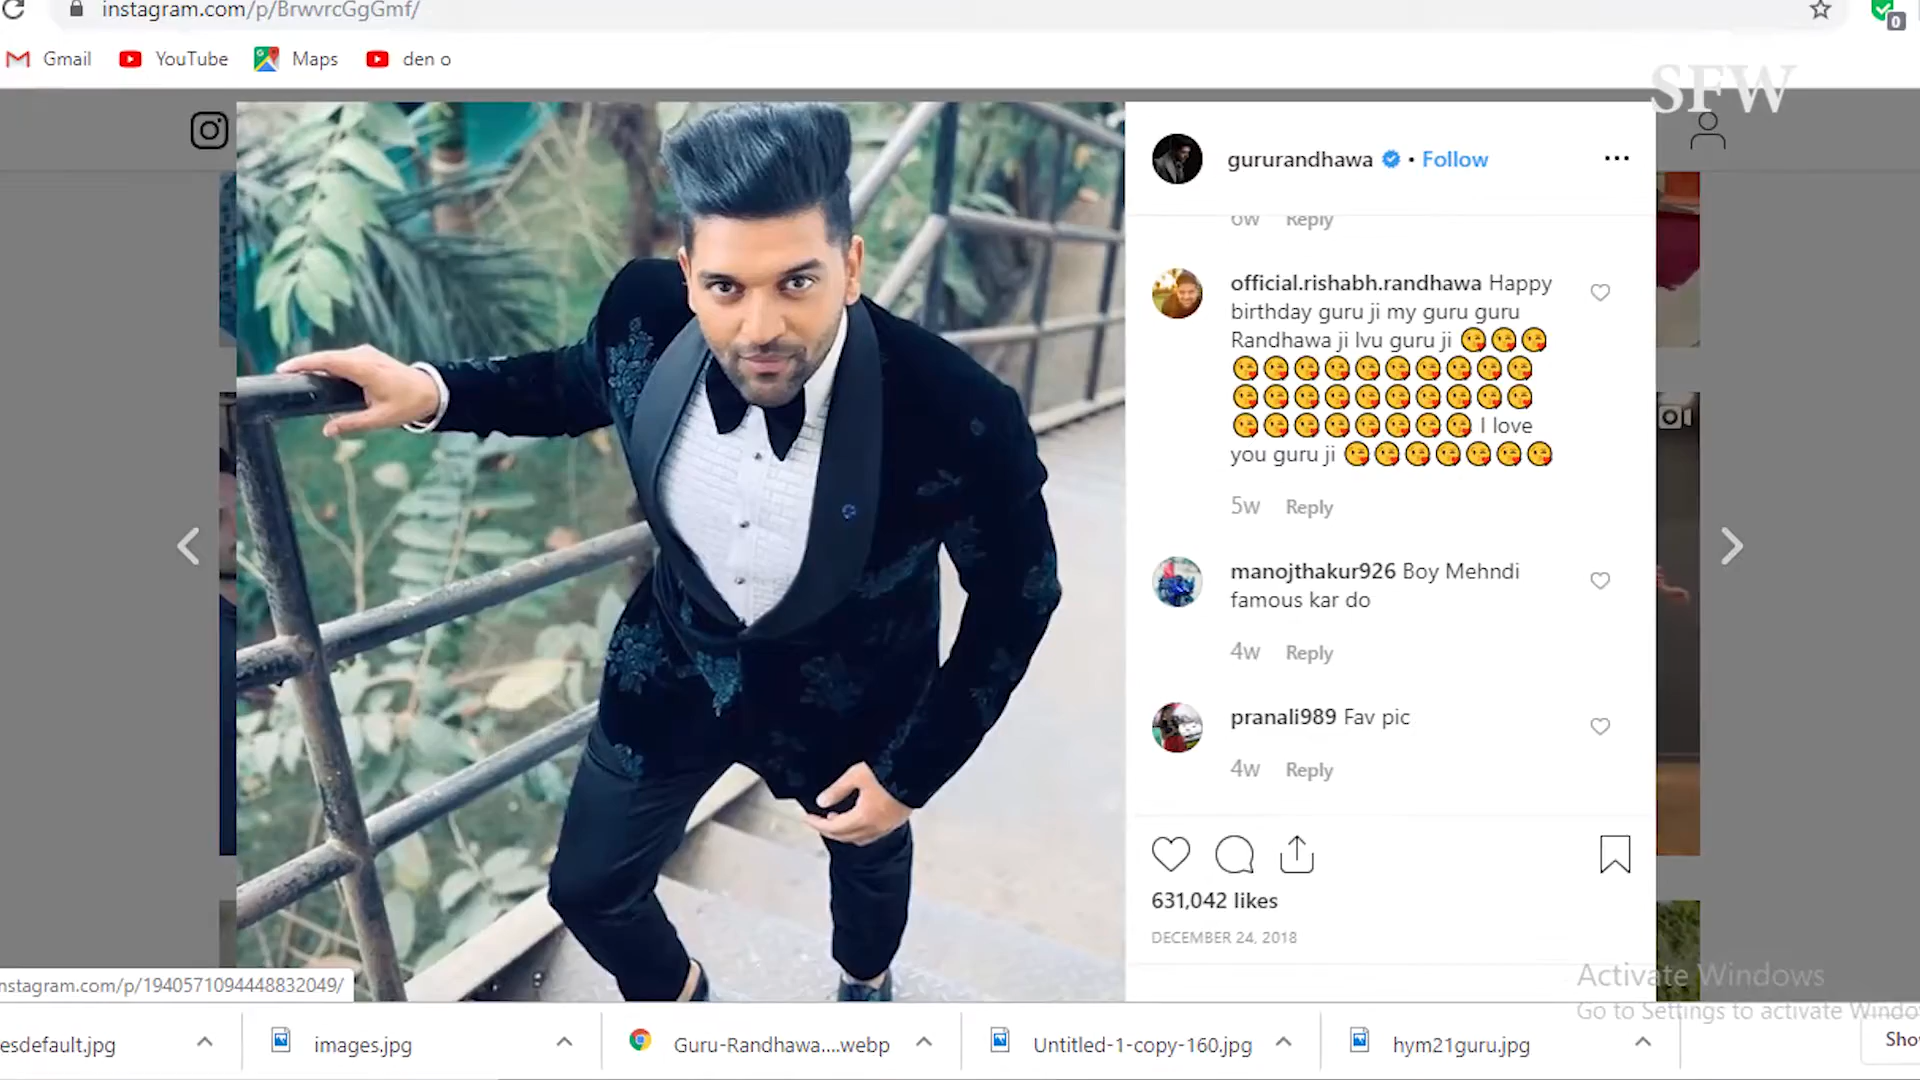 instagram.com/p/BrwvrcGgGmf/
0
Gmail
YouTube
Maps
den o
SFW
gururandhawa • Follow
6w Reply
official.rishabh.randhawa Happy
birthday guru ji my guru guru
Randhawa ji lvu guru ji 😘😘😘
😘😘😘😘😘😘😘😘😘😘
😘😘😘😘😘😘😘😘😘😘
😘😘😘😘😘😘😘😘 I love
you guru ji 😘😘😘😘😘😘😘
5w Reply
manojthakur926 Boy Mehndi
famous kar do
4w Reply
pranali989 Fav pic
4w Reply
631,042 likes
DECEMBER 24, 2018
Activate Windows
Go to Settings to activate Windo
nstagram.com/p/1940571094448832049/
esdefault.jpg
images.jpg
Guru-Randhawa....webp
Untitled-1-copy-160.jpg
hym21guru.jpg
Sho